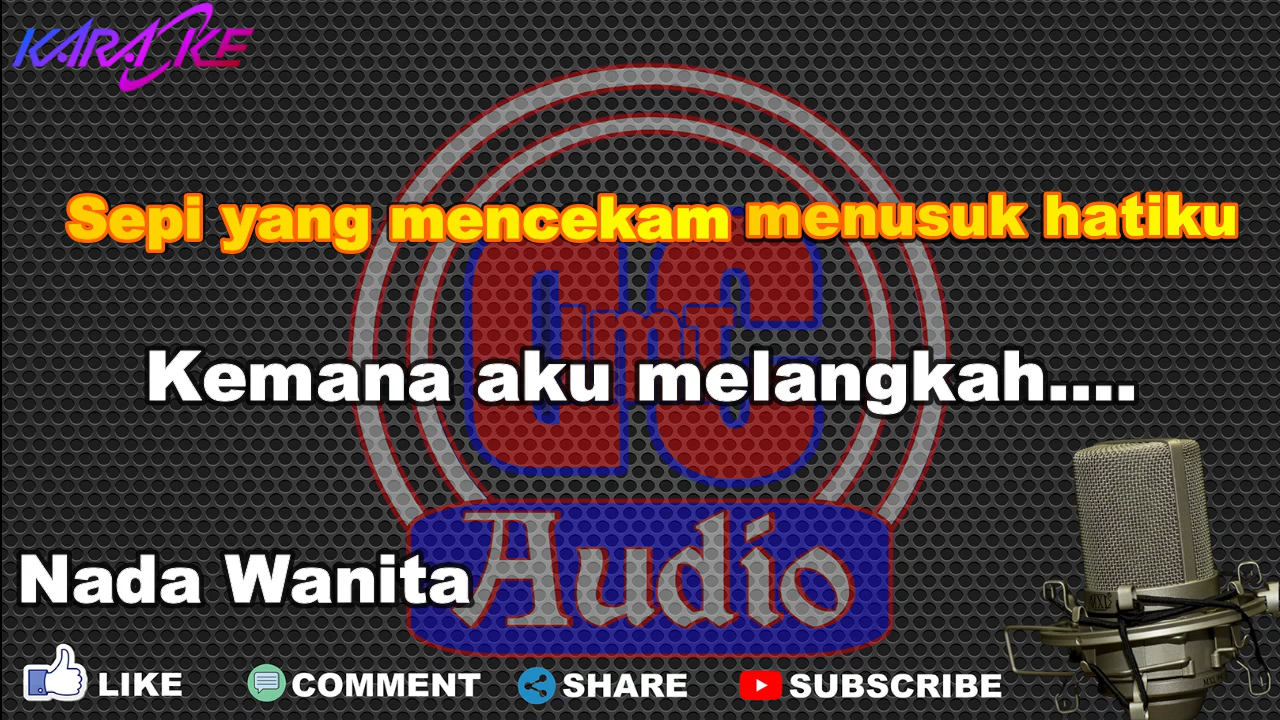 KARAOKE
Sepi yang mencekam menusuk hatiku
Kemana aku melangkah....
Audio
Nada Wanita
LIKE COMMENT SHARE SUBSCRIBE